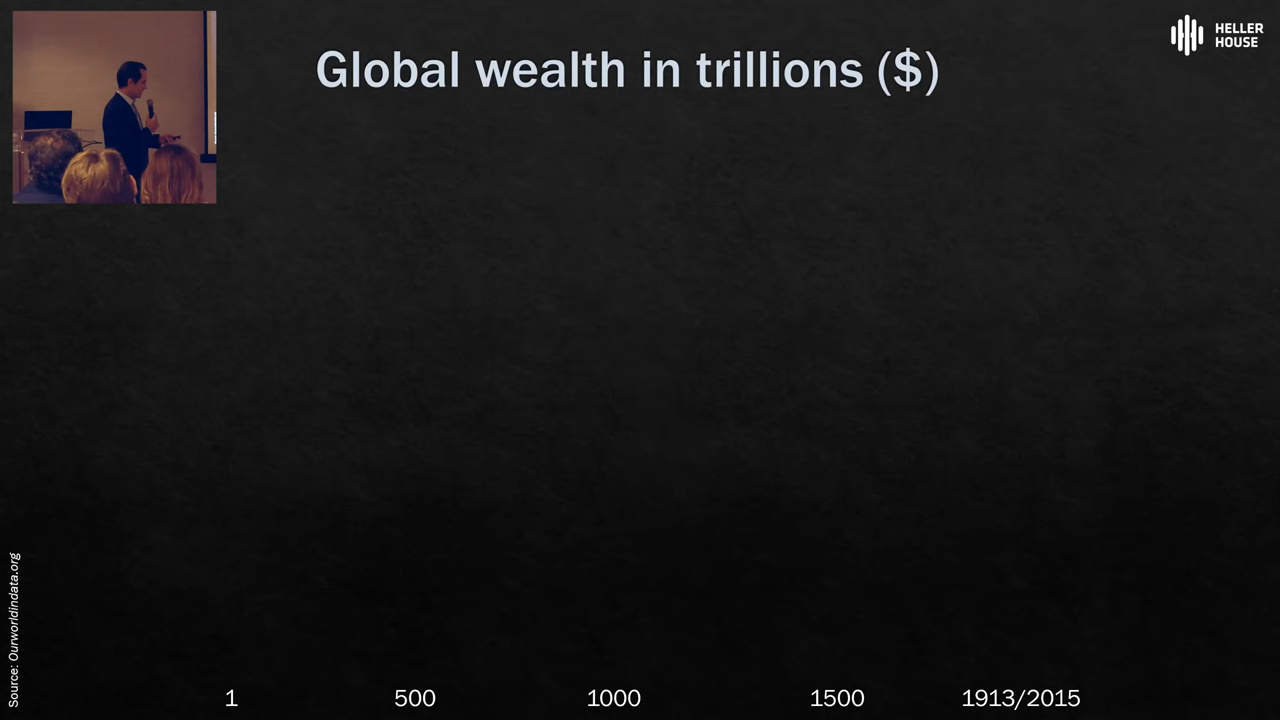 HELLER
HOUSE
Global wealth in trillions ($)
Source: Ourworldindata.org
1 500 1000 1500 1913/2015